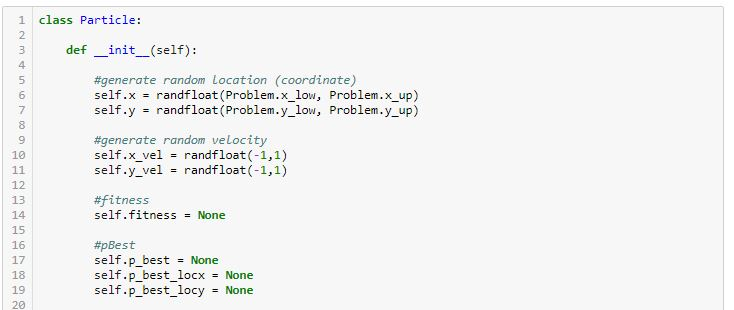 1 class Particle:
2
3     def __init__(self):
4
5         #generate random location (coordinate)
6         self.x = randfloat(Problem.x_low, Problem.x_up)
7         self.y = randfloat(Problem.y_low, Problem.y_up)
8
9         #generate random velocity
10         self.x_vel = randfloat(-1,1)
11         self.y_vel = randfloat(-1,1)
12
13         #fitness
14         self.fitness = None
15
16         #pBest
17         self.p_best = None
18         self.p_best_locx = None
19         self.p_best_locy = None
20